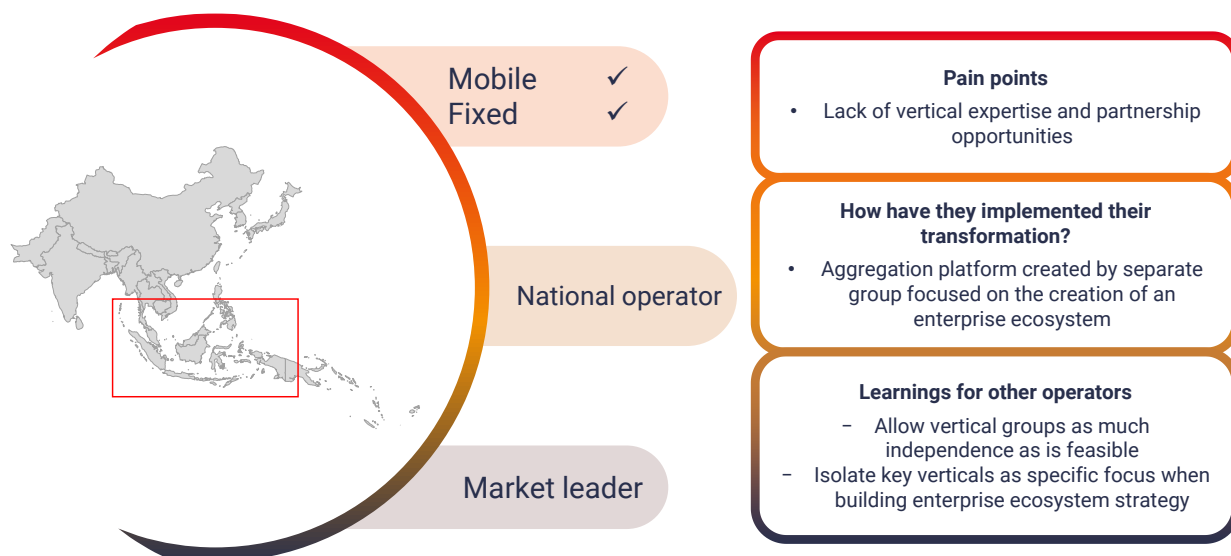 Mobile ✓
Fixed ✓
National operator
Market leader
Pain points
• Lack of vertical expertise and partnership
opportunities
How have they implemented their
transformation?
• Aggregation platform created by separate
group focused on the creation of an
enterprise ecosystem
Learnings for other operators
− Allow vertical groups as much
independence as is feasible
− Isolate key verticals as specific focus when
building enterprise ecosystem strategy